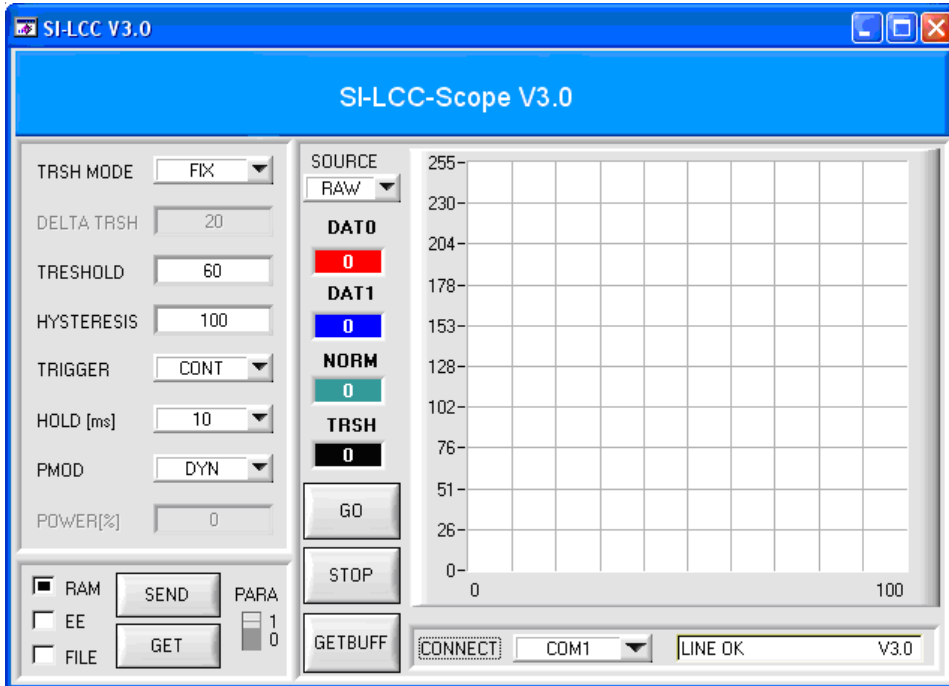 SI-LCC V3.0
SI-LCC-Scope V3.0
TRSH MODE FIX
DELTA TRSH 20
TRESHOLD 60
HYSTERESIS 100
TRIGGER CONT
HOLD [ms] 10
PMOD DYN
POWER[%] 0
RAM
EE
FILE
SEND
GET
PARA
1
0
SOURCE
RAW
DAT0
0
DAT1
0
NORM
0
TRSH
0
GO
STOP
GETBUFF
255
230
204
178
153
128
102
76
51
26
0
0 100
CONNECT COM1 LINE OK V3.0